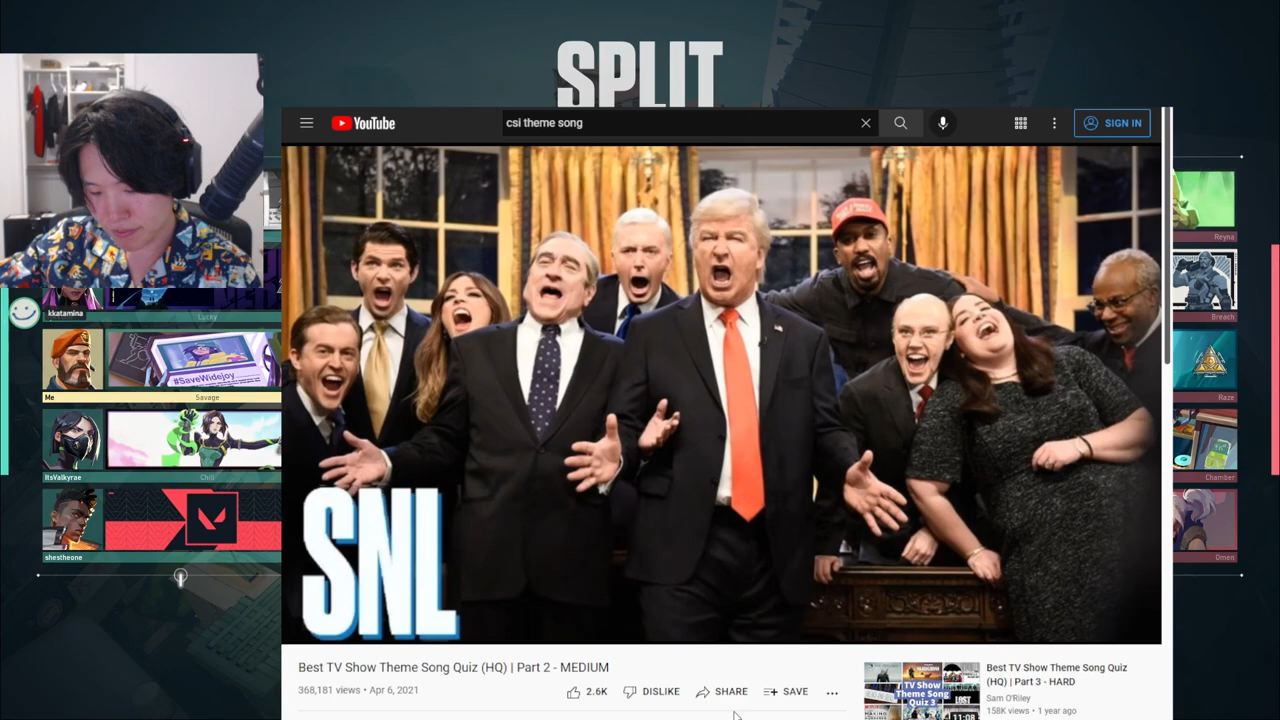 SPLIT
YouTube
csi theme song
SIGN IN
Reyna
kkatamina
Lucky
Breach
#SaveWidejoy
Me
Savage
Raze
ItsValkyrae
Chili
Chamber
shestheone
Omen
SNL
Best TV Show Theme Song Quiz (HQ) | Part 2 - MEDIUM
368,181 views • Apr 6, 2021
2.6K
DISLIKE
SHARE
SAVE
TV Show
Theme Song
Quiz 3
LOST
11:08
Best TV Show Theme Song Quiz
(HQ) | Part 3 - HARD
Sam O'Riley
158K views • 1 year ago